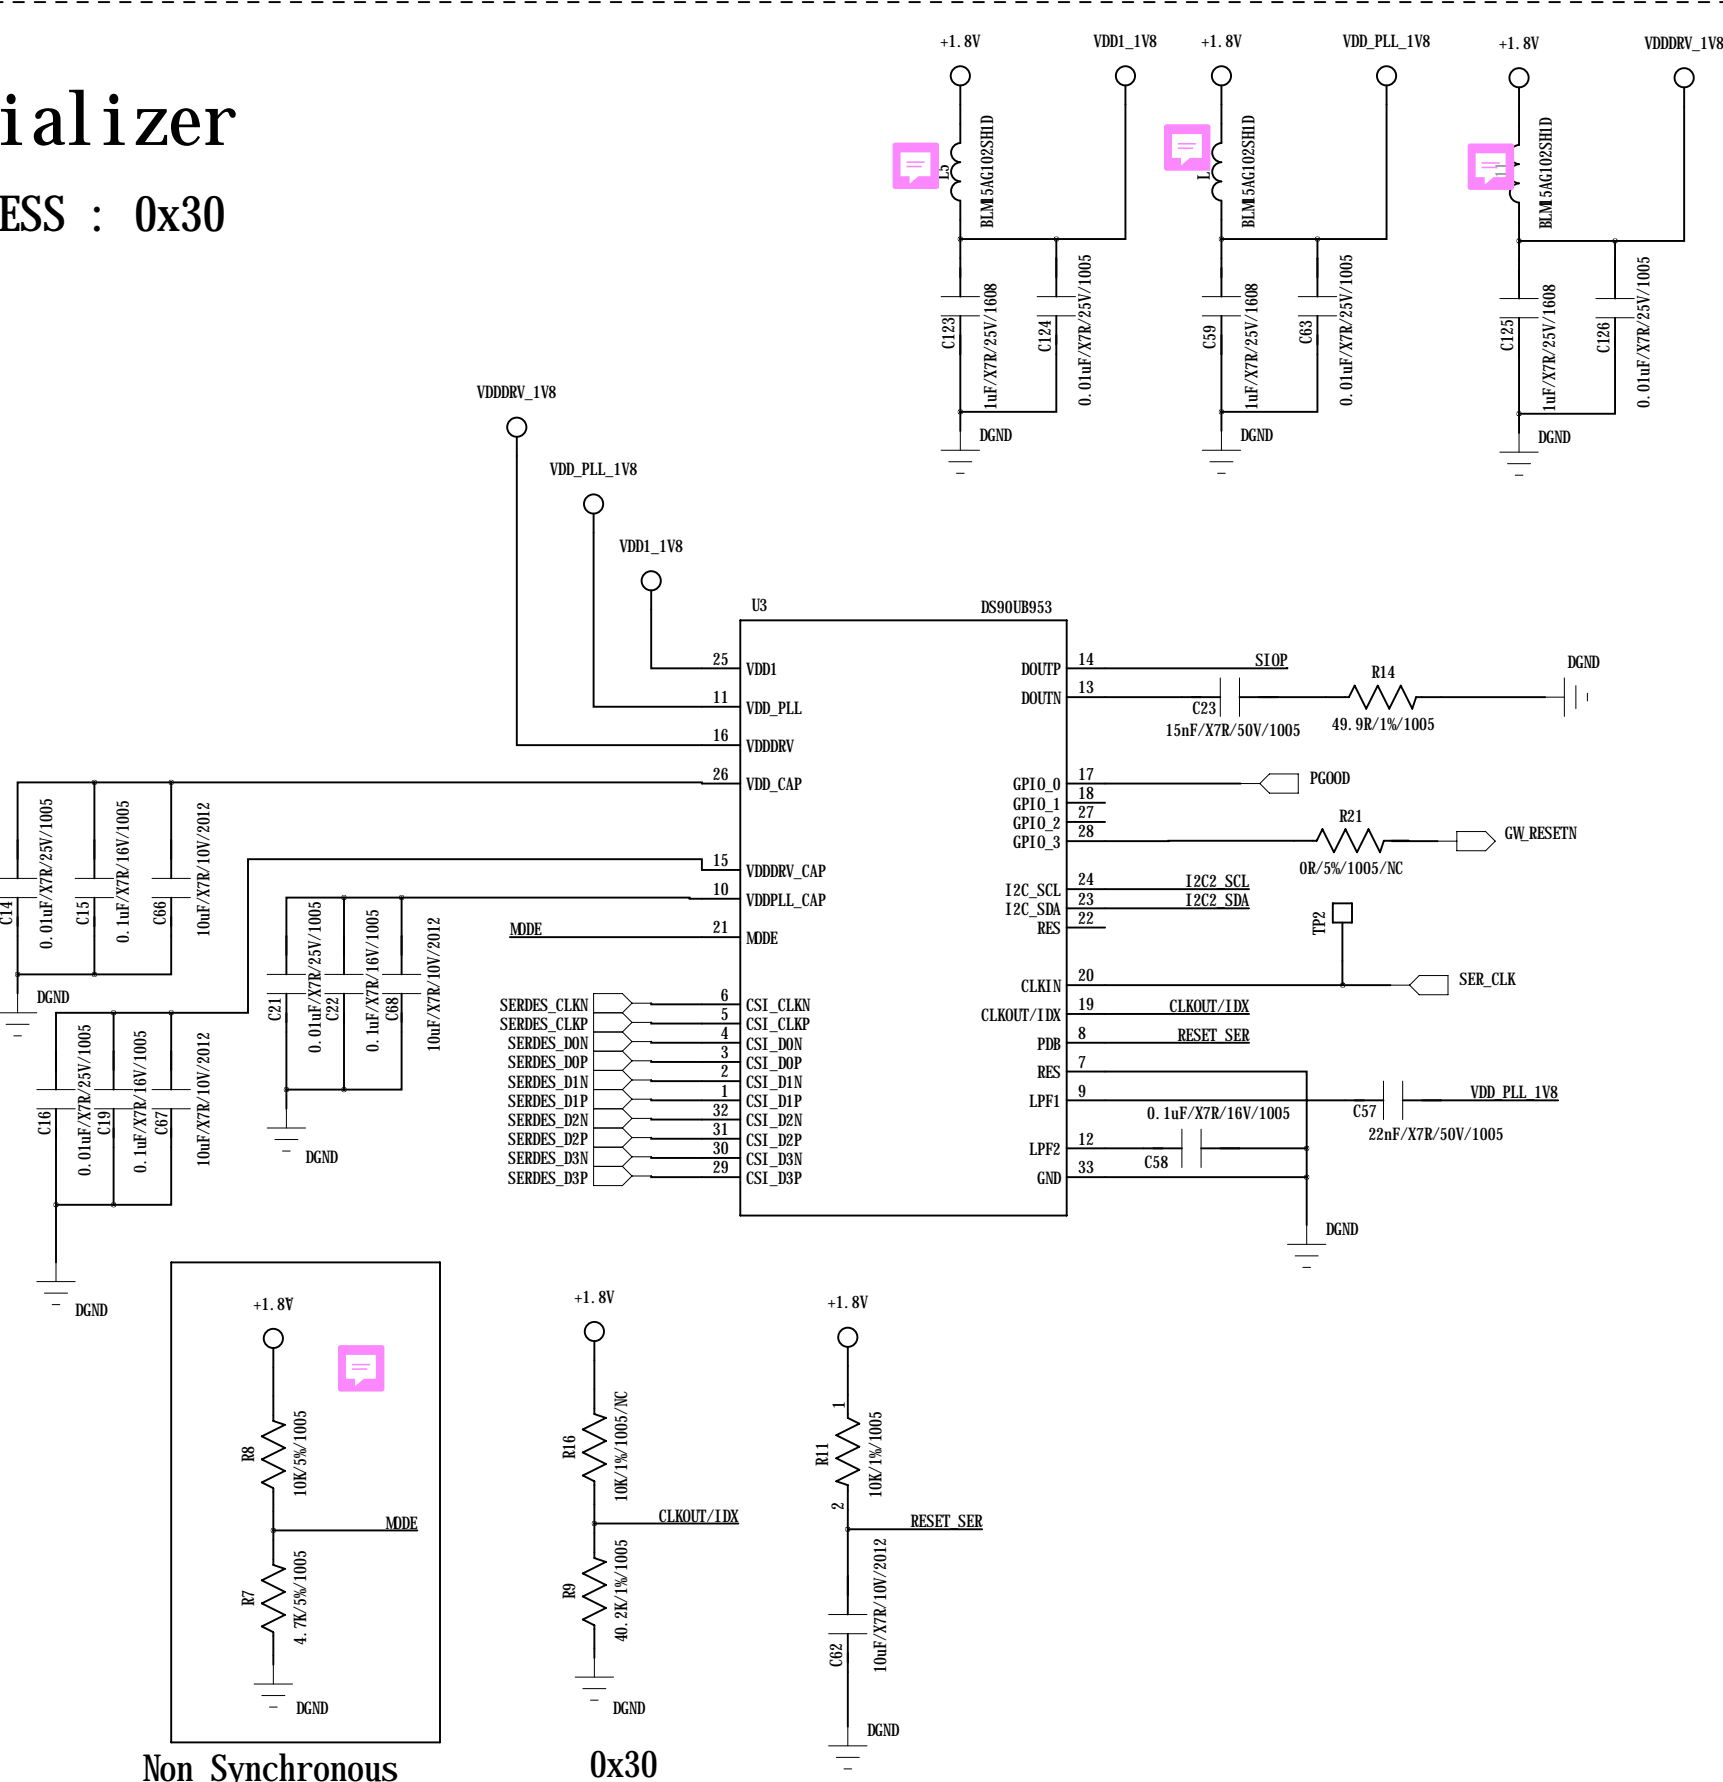 ializer
ESS : 0x30
+1.8V
VDD1_1V8
+1.8V
VDD_PLL_1V8
+1.8V
VDDDRV_1V8
L5
BLM15AG102SH1D
L
BLM15AG102SH1D
BLM15AG102SH1D
C123
1uF/X7R/25V/1608
C124
0.01uF/X7R/25V/1005
C59
1uF/X7R/25V/1608
C63
0.01uF/X7R/25V/1005
C125
1uF/X7R/25V/1608
C126
0.01uF/X7R/25V/1005
DGND
DGND
DGND
VDDDRV_1V8
VDD_PLL_1V8
VDD1_1V8
U3
DS90UB953
25 VDD1
11 VDD_PLL
16 VDDDRV
26 VDD_CAP
15 VDDDRV_CAP
10 VDDPLL_CAP
MODE 21 MODE
SERDES_CLKN 6 CSI_CLKN
SERDES_CLKP 5 CSI_CLKP
SERDES_D0N 4 CSI_D0N
SERDES_D0P 3 CSI_D0P
SERDES_D1N 2 CSI_D1N
SERDES_D1P 1 CSI_D1P
SERDES_D2N 32 CSI_D2N
SERDES_D2P 31 CSI_D2P
SERDES_D3N 30 CSI_D3N
SERDES_D3P 29 CSI_D3P
DOUTP 14 SIOP
DOUTN 13
C23
15nF/X7R/50V/1005
R14
49.9R/1%/1005
DGND
GPIO_0 17 PGOOD
GPIO_1 18
GPIO_2 27
GPIO_3 28
R21
0R/5%/1005/NC
GW_RESETN
I2C_SCL 24 I2C2_SCL
I2C_SDA 23 I2C2_SDA
RES 22
TP2
CLKIN 20 SER_CLK
CLKOUT/IDX 19 CLKOUT/IDX
PDB 8 RESET_SER
RES 7
LPF1 9
C57
22nF/X7R/50V/1005
VDD_PLL_1V8
0.1uF/X7R/16V/1005
LPF2 12
C58
GND 33
DGND
C14
0.01uF/X7R/25V/1005
C15
0.1uF/X7R/16V/1005
C66
10uF/X7R/10V/2012
DGND
C21
0.01uF/X7R/25V/1005
C22
0.1uF/X7R/16V/1005
C68
10uF/X7R/10V/2012
DGND
C16
0.01uF/X7R/25V/1005
C19
0.1uF/X7R/16V/1005
C67
10uF/X7R/10V/2012
DGND
+1.8V
R8
10K/5%/1005
MODE
R7
4.7K/5%/1005
DGND
Non Synchronous
+1.8V
R16
10K/1%/1005/NC
CLKOUT/IDX
R9
40.2K/1%/1005
DGND
0x30
+1.8V
1
R11
10K/1%/1005
2
RESET_SER
C62
10uF/X7R/10V/2012
DGND